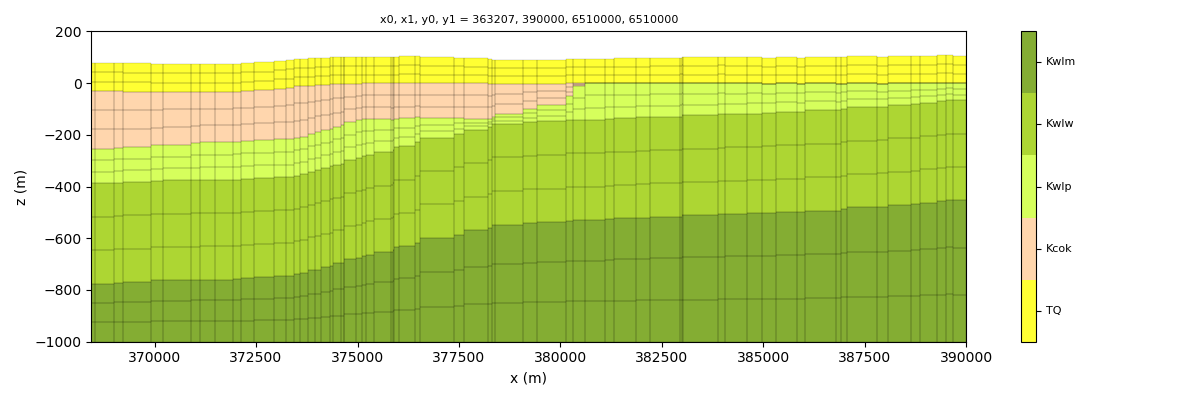 x0, x1, y0, y1 = 363207, 390000, 6510000, 6510000
200
0
−200
−400
−600
−800
−1000
z (m)
370000 372500 375000 377500 380000 382500 385000 387500 390000
x (m)
Kwlm
Kwlw
Kwlp
Kcok
TQ